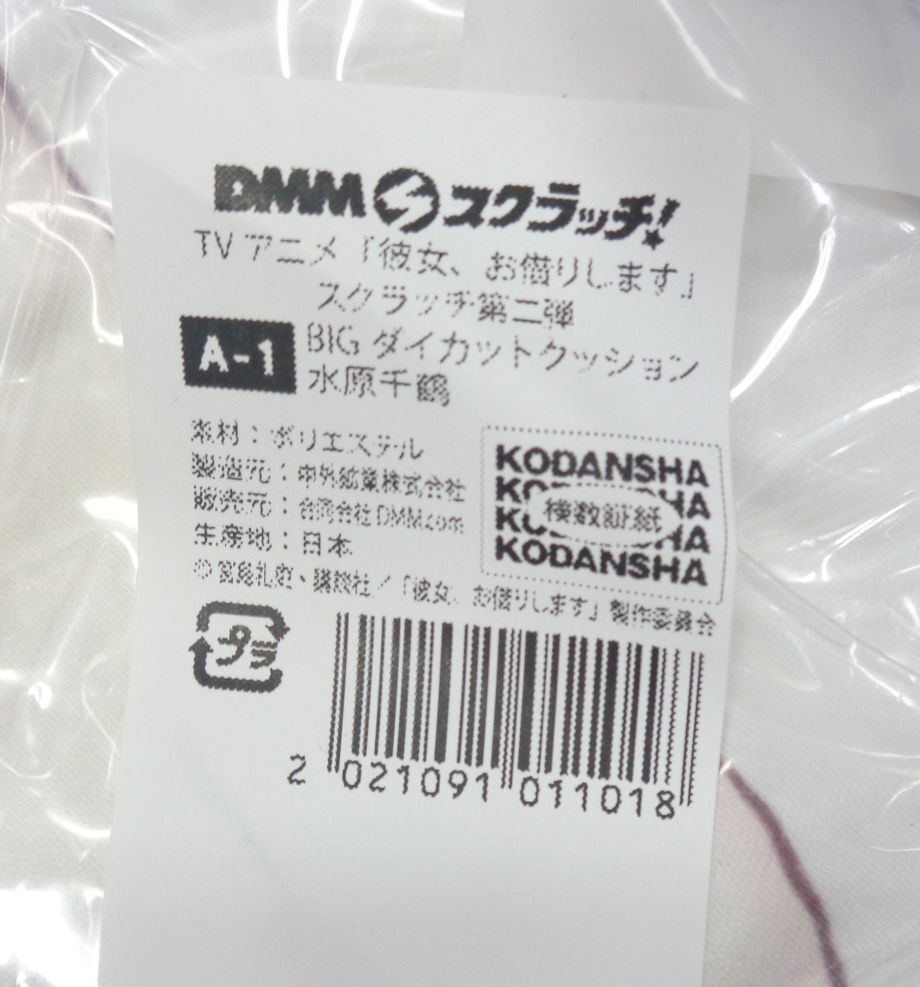 DMMスクラッチ!
TVアニメ「彼女、お借りします」
スクラッチ第二弾
A-1
BIG ダイカットクッション
水原千鶴
素材:ポリエステル
製造元:中外鉱業株式会社
販売元:合同会社DMM.com
生産地:日本
KODANSHA
KODANSHA
検数証紙
KODANSHA
KODANSHA
©宮島礼吏・講談社/「彼女、お借りします」製作委員会
プラ
2 021091 011018